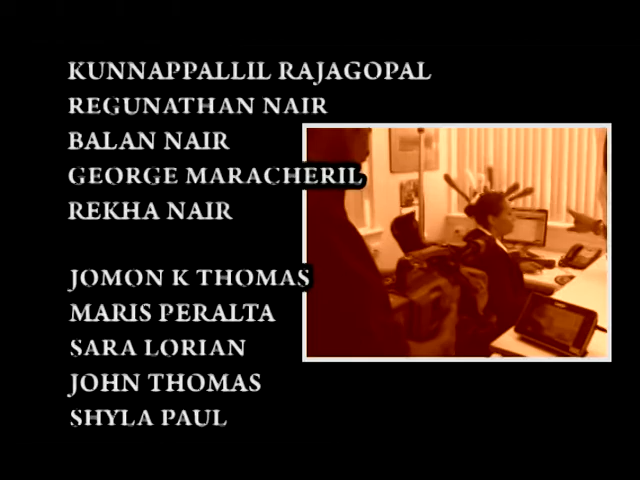 KUNNAPPALLIL RAJAGOPAL
REGUNATHAN NAIR
BALAN NAIR
GEORGE MARACHERIL
REKHA NAIR
JOMON K THOMAS
MARIS PERALTA
SARA LORIAN
JOHN THOMAS
SHYLA PAUL